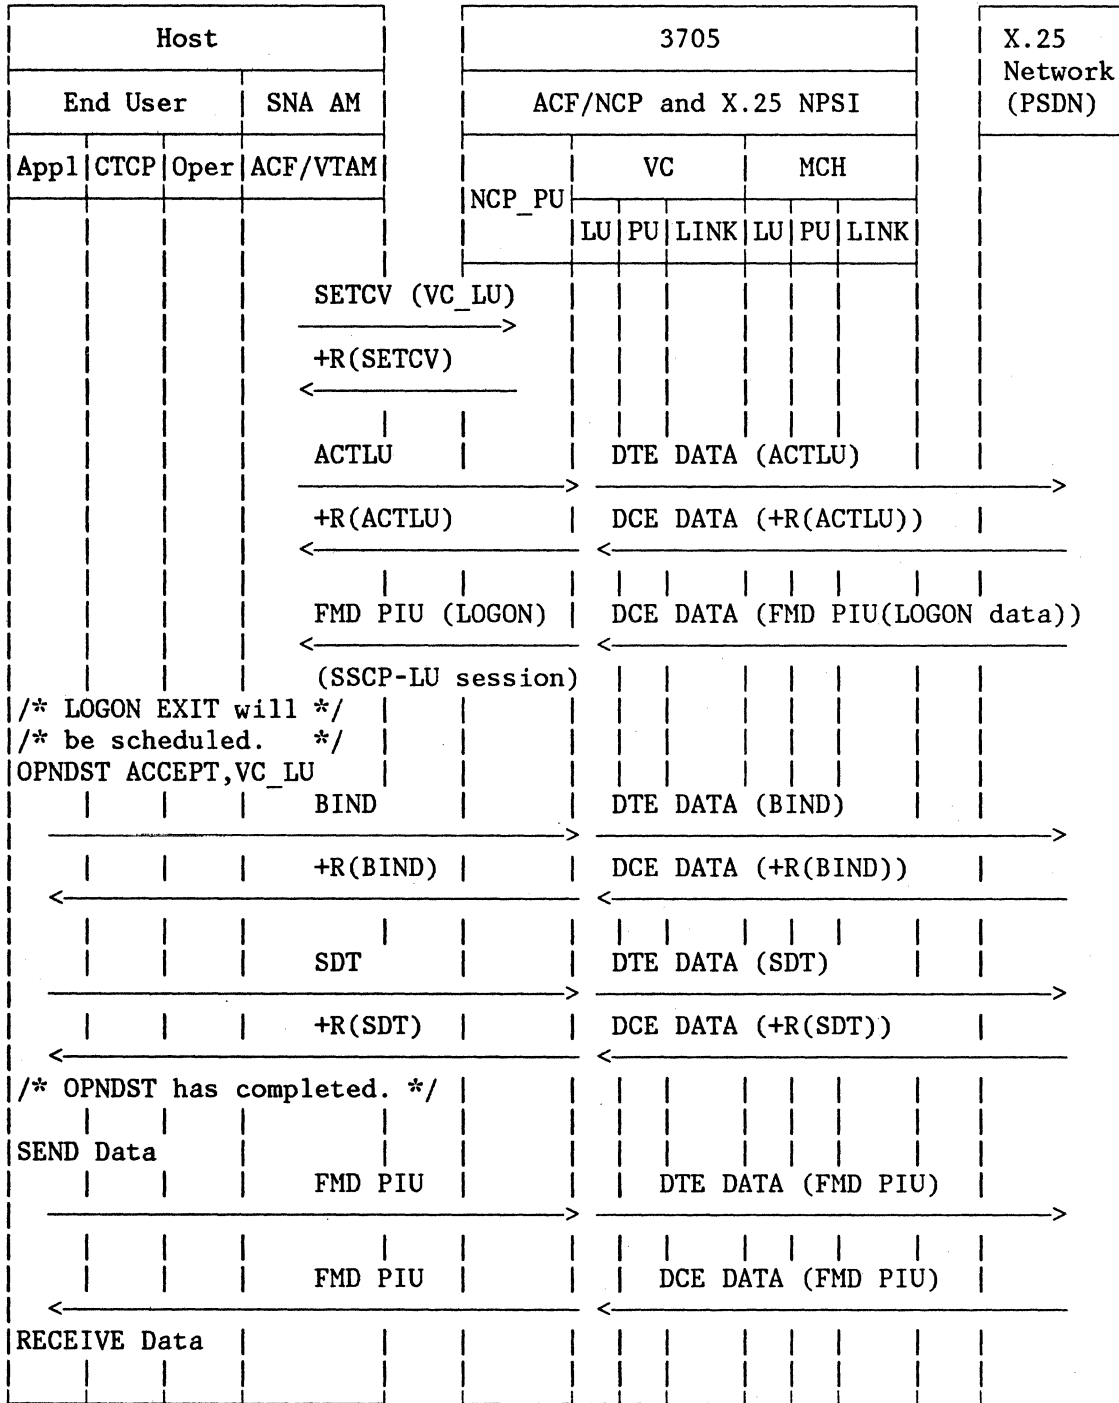 Host 3705 X.25
Network
End User SNA AM ACF/NCP and X.25 NPSI (PSDN)
Appl CTCP Oper ACF/VTAM VC MCH
NCP_PU
LU PU LINK LU PU LINK
SETCV (VC_LU)
+R(SETCV)
ACTLU DTE DATA (ACTLU)
+R(ACTLU) DCE DATA (+R(ACTLU))
FMD PIU (LOGON) DCE DATA (FMD PIU(LOGON data))
(SSCP-LU session)
/* LOGON EXIT will */
/* be scheduled. */
OPNDST ACCEPT,VC_LU
BIND DTE DATA (BIND)
+R(BIND) DCE DATA (+R(BIND))
SDT DTE DATA (SDT)
+R(SDT) DCE DATA (+R(SDT))
/* OPNDST has completed. */
SEND Data
FMD PIU DTE DATA (FMD PIU)
FMD PIU DCE DATA (FMD PIU)
RECEIVE Data